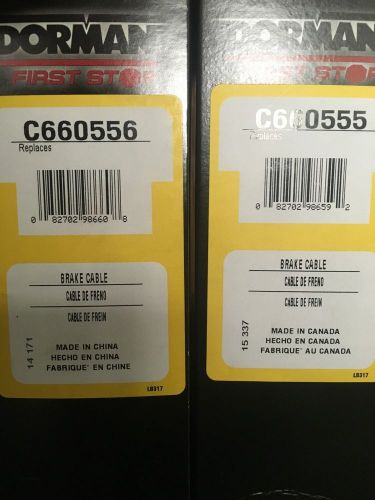 DORMAN
FIRST STOP
C660556
Replaces
0 82702 98660 8
BRAKE CABLE
CABLE DE FRENO
CABLE DE FREIN
14 171
MADE IN CHINA
HECHO EN CHINA
FABRIQUE' EN CHINE
LB317
DORMAN
FIRST STOP
C660555
Replaces
0 82702 98659 2
BRAKE CABLE
CABLE DE FRENO
CABLE DE FREIN
15 337
MADE IN CANADA
HECHO EN CANADA
FABRIQUE' AU CANADA
LB317